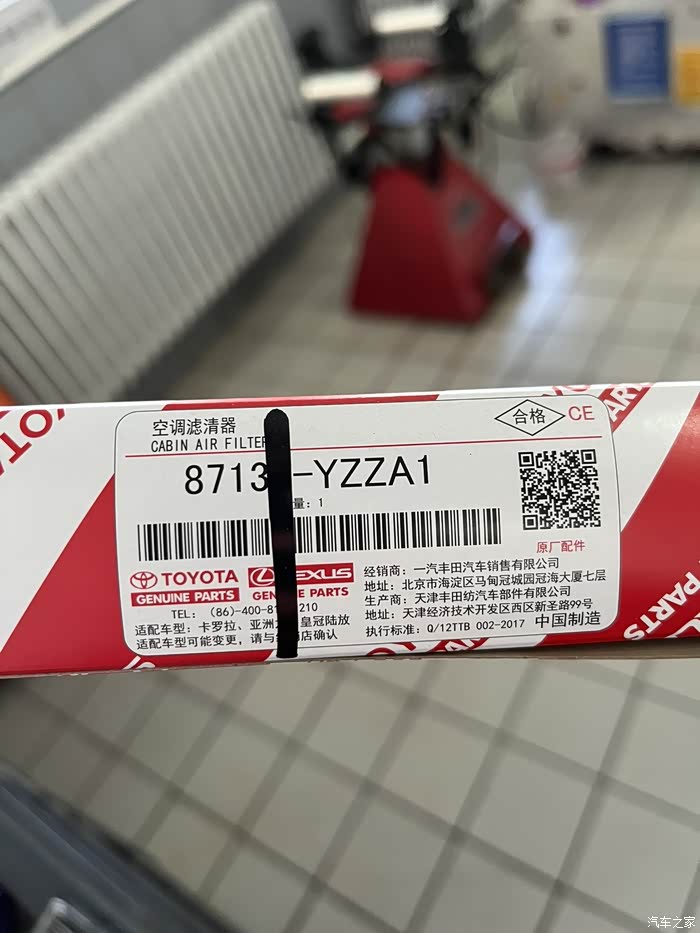 空调滤清器
合格
CE
CABIN AIR FILTER
8713 -YZZA1
量: 1
原厂配件
TOYOTA
GENUINE PARTS
LEXUS
GENUINE PARTS
TEL: (86)-400-81 210
适配车型: 卡罗拉、亚洲 皇冠陆放
适配车型可能变更,请与 店确认
经销商: 一汽丰田汽车销售有限公司
地址: 北京市海淀区马甸冠城园冠海大厦七层
生产商: 天津丰田纺汽车部件有限公司
地址: 天津经济技术开发区西区新圣路99号
执行标准: Q/12TTB 002-2017 中国制造
TOYO
PARTS
PARTS
汽车之家